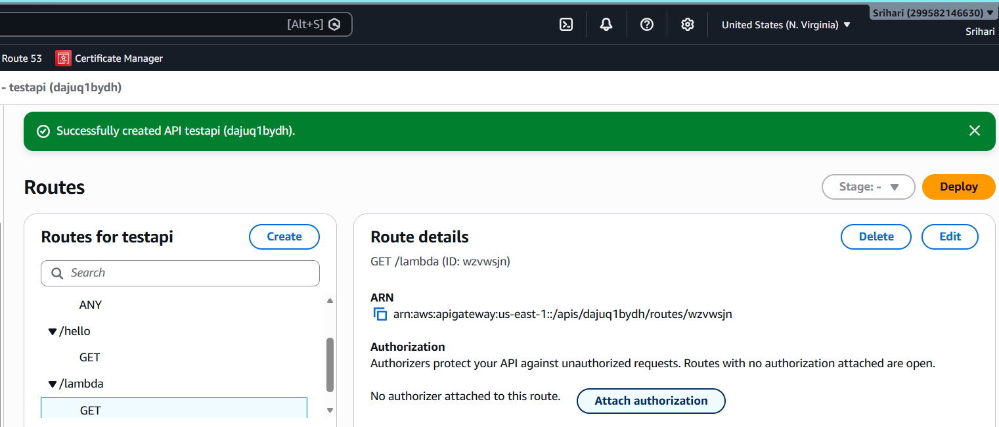 [Alt+S]
United States (N. Virginia)
Srihari (299582146630)
Srihari
Route 53
Certificate Manager
- testapi (dajuq1bydh)
Successfully created API testapi (dajuq1bydh).
Routes
Stage: -
Deploy
Routes for testapi
Create
Search
ANY
/hello
GET
/lambda
GET
Route details
Delete
Edit
GET /lambda (ID: wzvwsjn)
ARN
arn:aws:apigateway:us-east-1::/apis/dajuq1bydh/routes/wzvwsjn
Authorization
Authorizers protect your API against unauthorized requests. Routes with no authorization attached are open.
No authorizer attached to this route.
Attach authorization